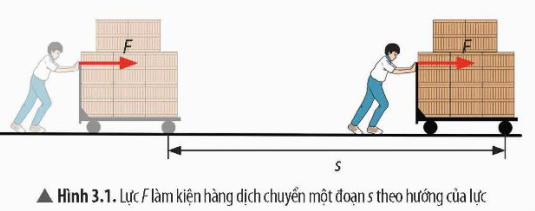 F
F
s
▲ Hình 3.1. Lực F làm kiện hàng dịch chuyển một đoạn s theo hướng của lực